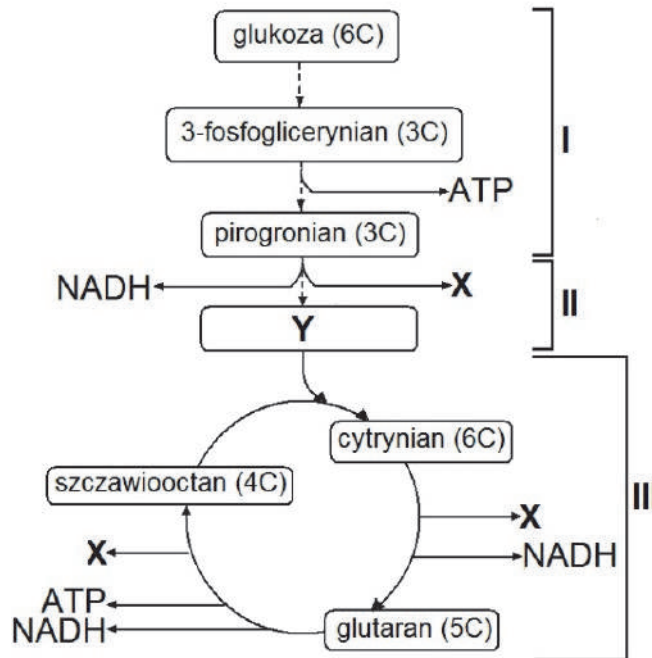 glukoza (6C)
3-fosfoglicerynian (3C)
I
ATP
pirogronian (3C)
NADH
X
II
Y
cytrynian (6C)
szczawiooctan (4C)
II
X
X
NADH
ATP
NADH
glutaran (5C)